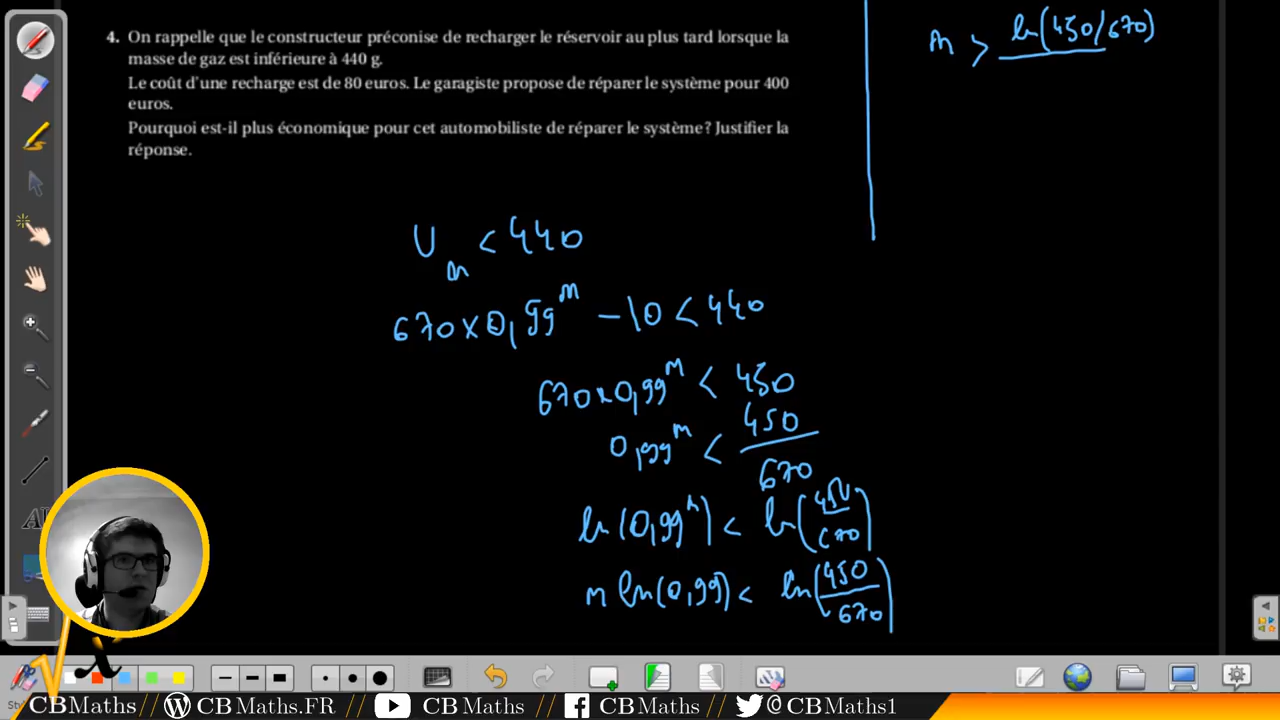 4. On rappelle que le constructeur préconise de recharger le réservoir au plus tard lorsque la
masse de gaz est inférieure à 440 g.
Le coût d'une recharge est de 80 euros. Le garagiste propose de réparer le système pour 400
euros.
Pourquoi est-il plus économique pour cet automobiliste de réparer le système? Justifier la
réponse.
n > ln(450/670)
Un < 440
670×0,99^n −10 < 440
670×0,99^n < 450
0,99^n < 450/670
ln(0,99^n) < ln(450/670)
n ln(0,99) < ln(450/670)
CBMaths CBMaths.FR CBMaths CBMaths @CBMaths1